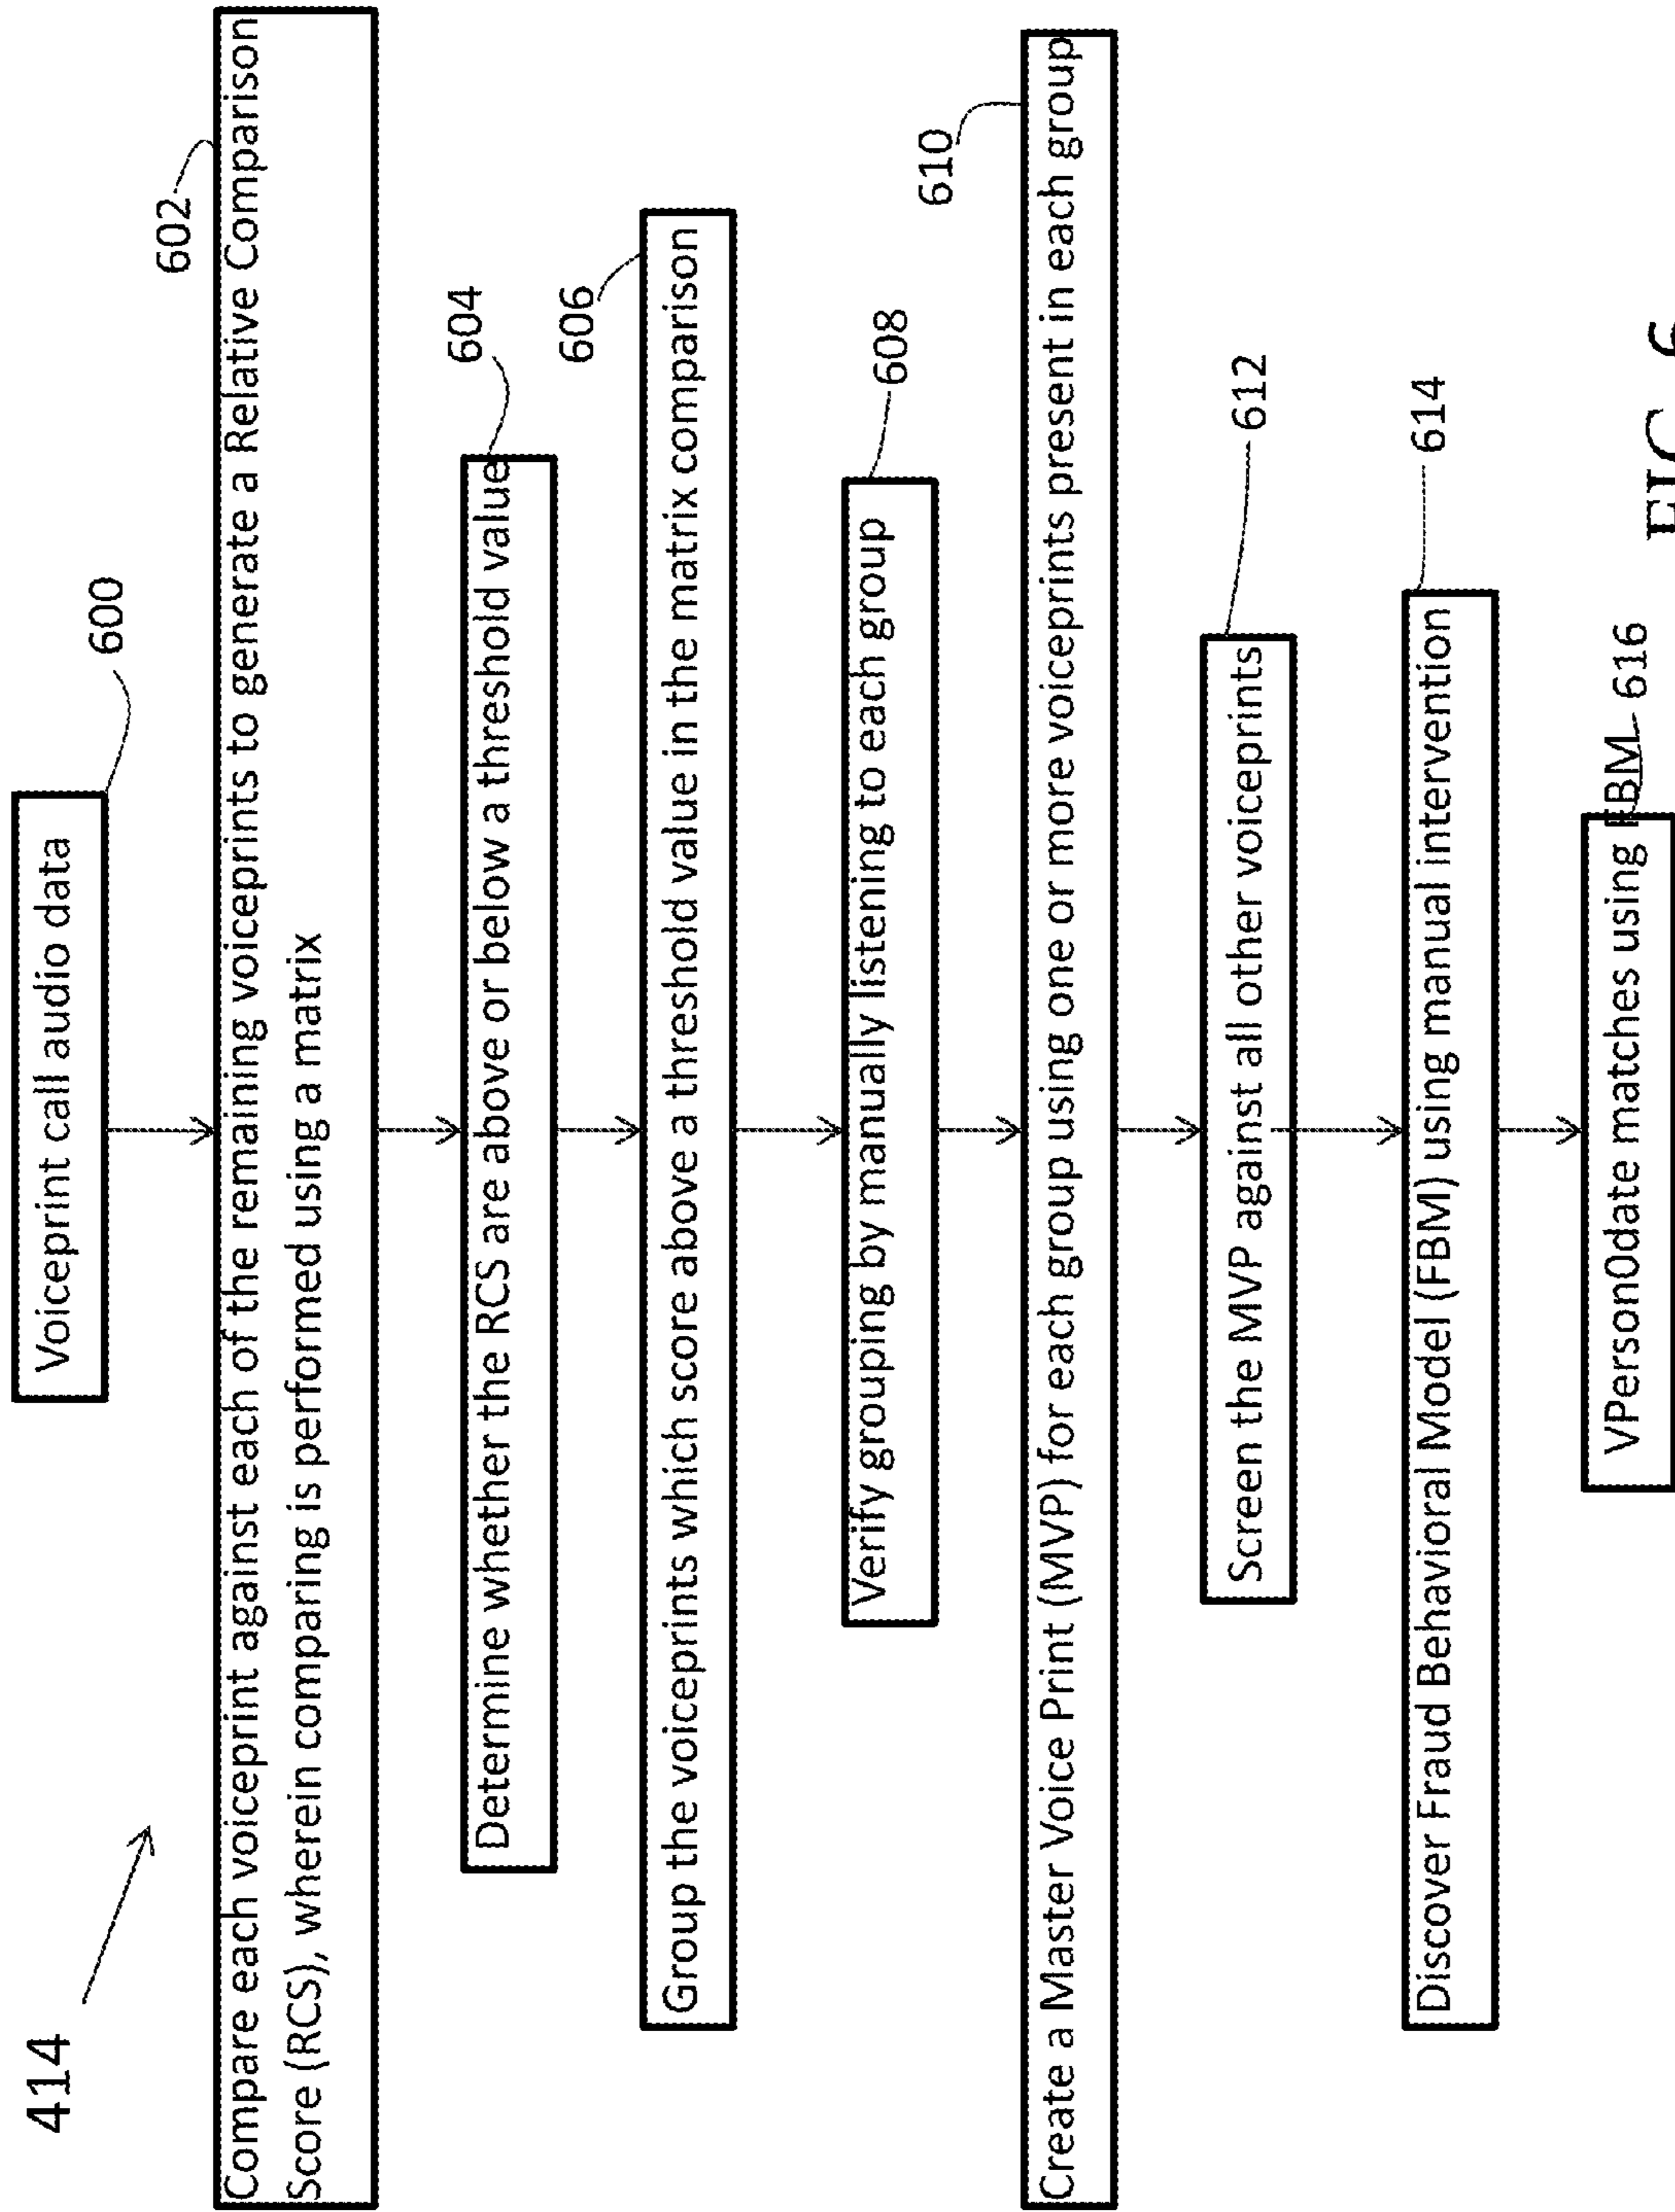 414
Voiceprint call audio data
600
602
Compare each voiceprint against each of the remaining voiceprints to generate a Relative Comparison
Score (RCS), wherein comparing is performed using a matrix
604
Determine whether the RCS are above or below a threshold value
606
Group the voiceprints which score above a threshold value in the matrix comparison
608
Verify grouping by manually listening to each group
610
Create a Master Voice Print (MVP) for each group using one or more voiceprints present in each group
612
Screen the MVP against all other voiceprints
614
Discover Fraud Behavioral Model (FBM) using manual intervention
VPerson0date matches using FBM
616
FIG. 6